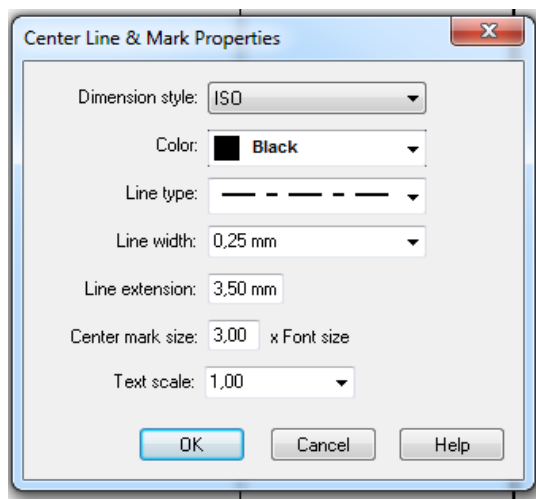 Center Line & Mark Properties
Dimension style: ISO
Color: Black
Line type:
Line width: 0,25 mm
Line extension: 3,50 mm
Center mark size: 3,00 x Font size
Text scale: 1,00
OK Cancel Help